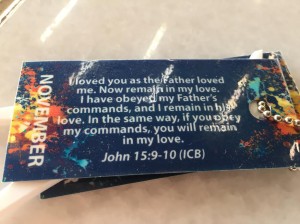 NOVEMBER
I loved you as the Father loved
me. Now remain in my love.
I have obeyed my Father's
commands, and I remain in his
love. In the same way, if you obey
my commands, you will remain
in my love.
John 15:9-10 (ICB)